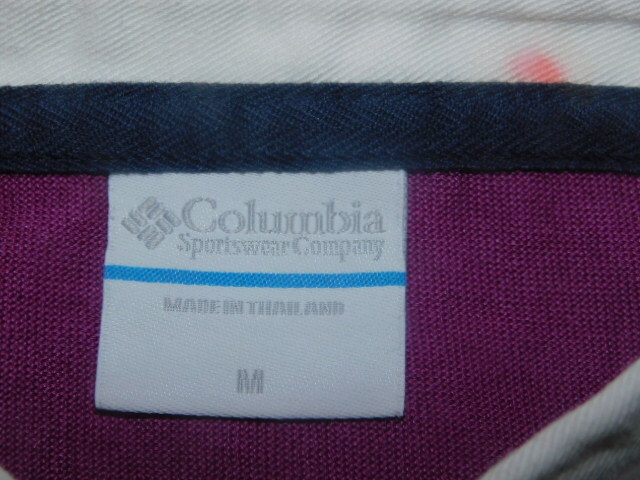 Columbia
Sportswear Company
MADE IN THAILAND
M